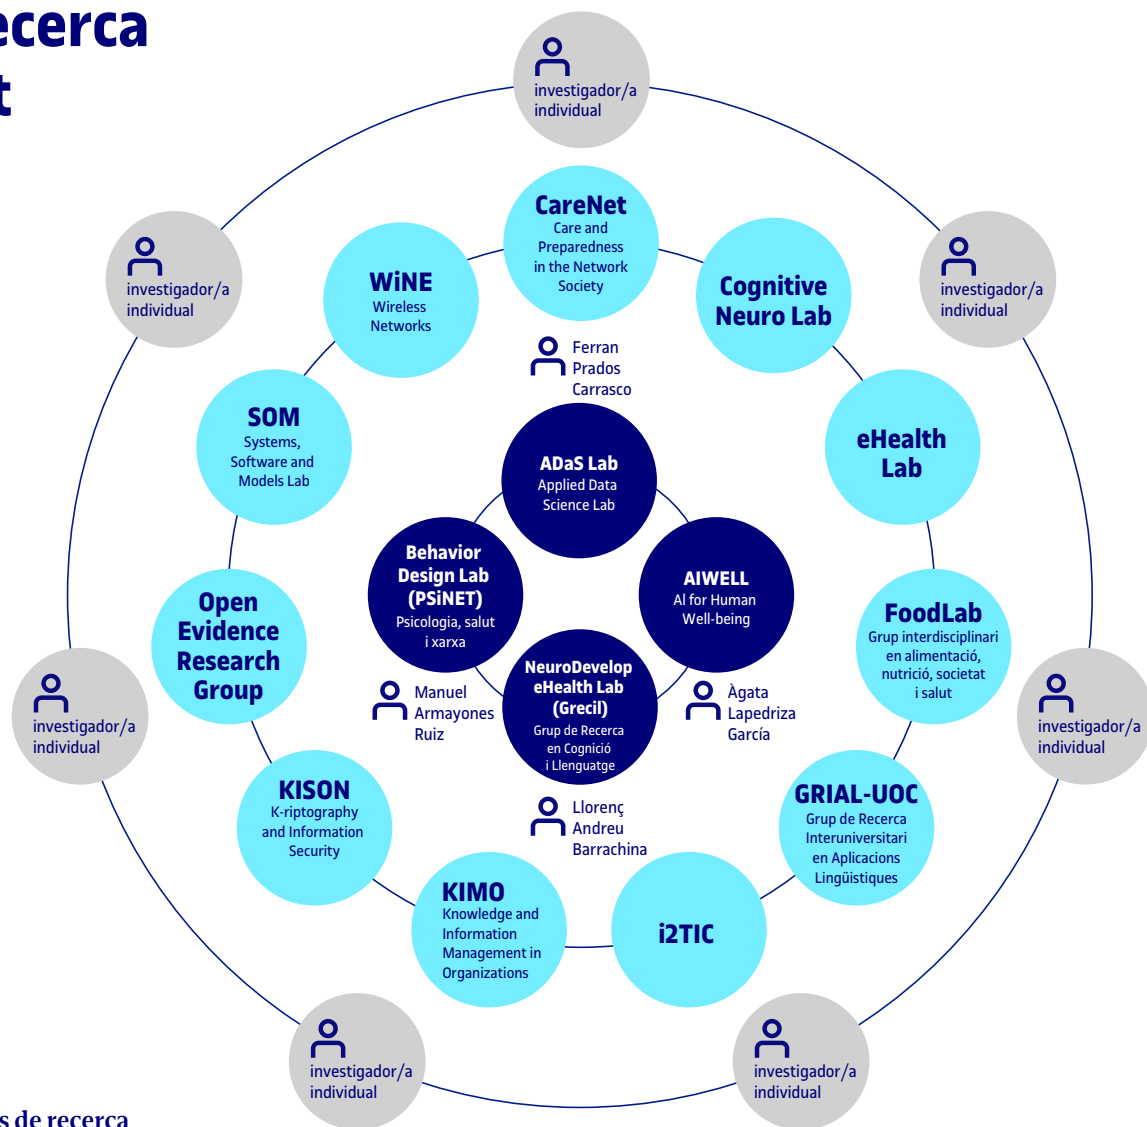 ecerca
t
investigador/a
individual
investigador/a
individual
investigador/a
individual
CareNet
Care and
Preparedness
in the Network
Society
WiNE
Wireless
Networks
Cognitive
Neuro Lab
Ferran
Prados
Carrasco
SOM
Systems,
Software and
Models Lab
eHealth
Lab
ADaS Lab
Applied Data
Science Lab
Behavior
Design Lab
(PSiNET)
Psicologia, salut
i xarxa
AIWELL
AI for Human
Well-being
Open
Evidence
Research
Group
FoodLab
Grup interdisciplinari
en alimentació,
nutrició, societat
i salut
NeuroDevelop
eHealth Lab
(Grecil)
Grup de Recerca
en Cognició
i Llenguatge
Manuel
Armayones
Ruiz
Àgata
Lapedriza
García
investigador/a
individual
investigador/a
individual
KISON
K-riptography
and Information
Security
Llorenç
Andreu
Barrachina
GRIAL-UOC
Grup de Recerca
Interuniversitari
en Aplicacions
Lingüistiques
KIMO
Knowledge and
Information
Management in
Organizations
i2TIC
investigador/a
individual
investigador/a
individual
s de recerca